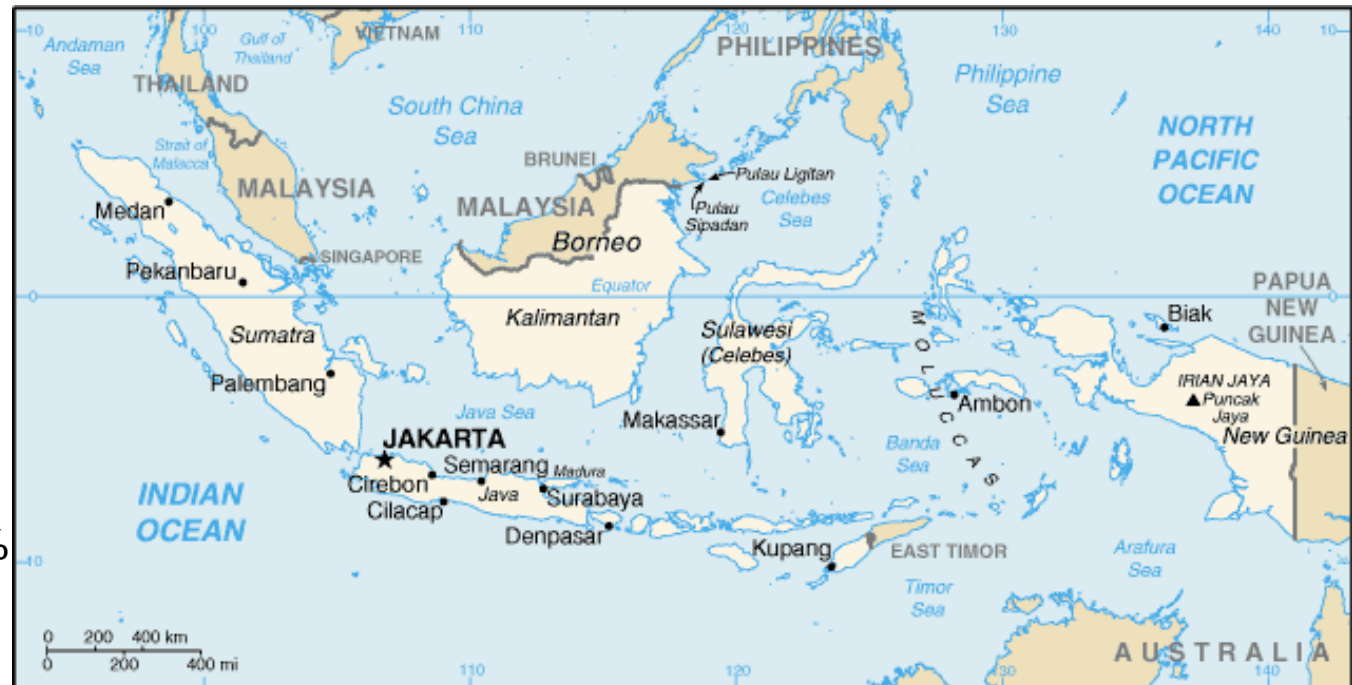 10
100
110
120
130
140
10
Andaman
Sea
Gulf of
Thailand
VIETNAM
PHILIPPINES
Philippine
Sea
THAILAND
South China
Sea
NORTH
PACIFIC
OCEAN
Strait of
Malacca
BRUNEI
MALAYSIA
MALAYSIA
Pulau Ligitan
Pulau
Sipadan
Celebes
Sea
Medan
Borneo
SINGAPORE
Pekanbaru
Equator
0
0
PAPUA
NEW
GUINEA
Kalimantan
Biak
Sumatra
Sulawesi
(Celebes)
MOLUCCAS
Palembang
IRIAN JAYA
Puncak
Jaya
Ambon
Java Sea
Makassar
New Guinea
JAKARTA
Banda
Sea
Semarang
Madura
Cirebon
Java
Surabaya
INDIAN
OCEAN
Cilacap
Denpasar
Kupang
EAST TIMOR
Arafura
Sea
10
Timor
Sea
0 200 400 km
0 200 400 mi
AUSTRALIA
110
120
130
140